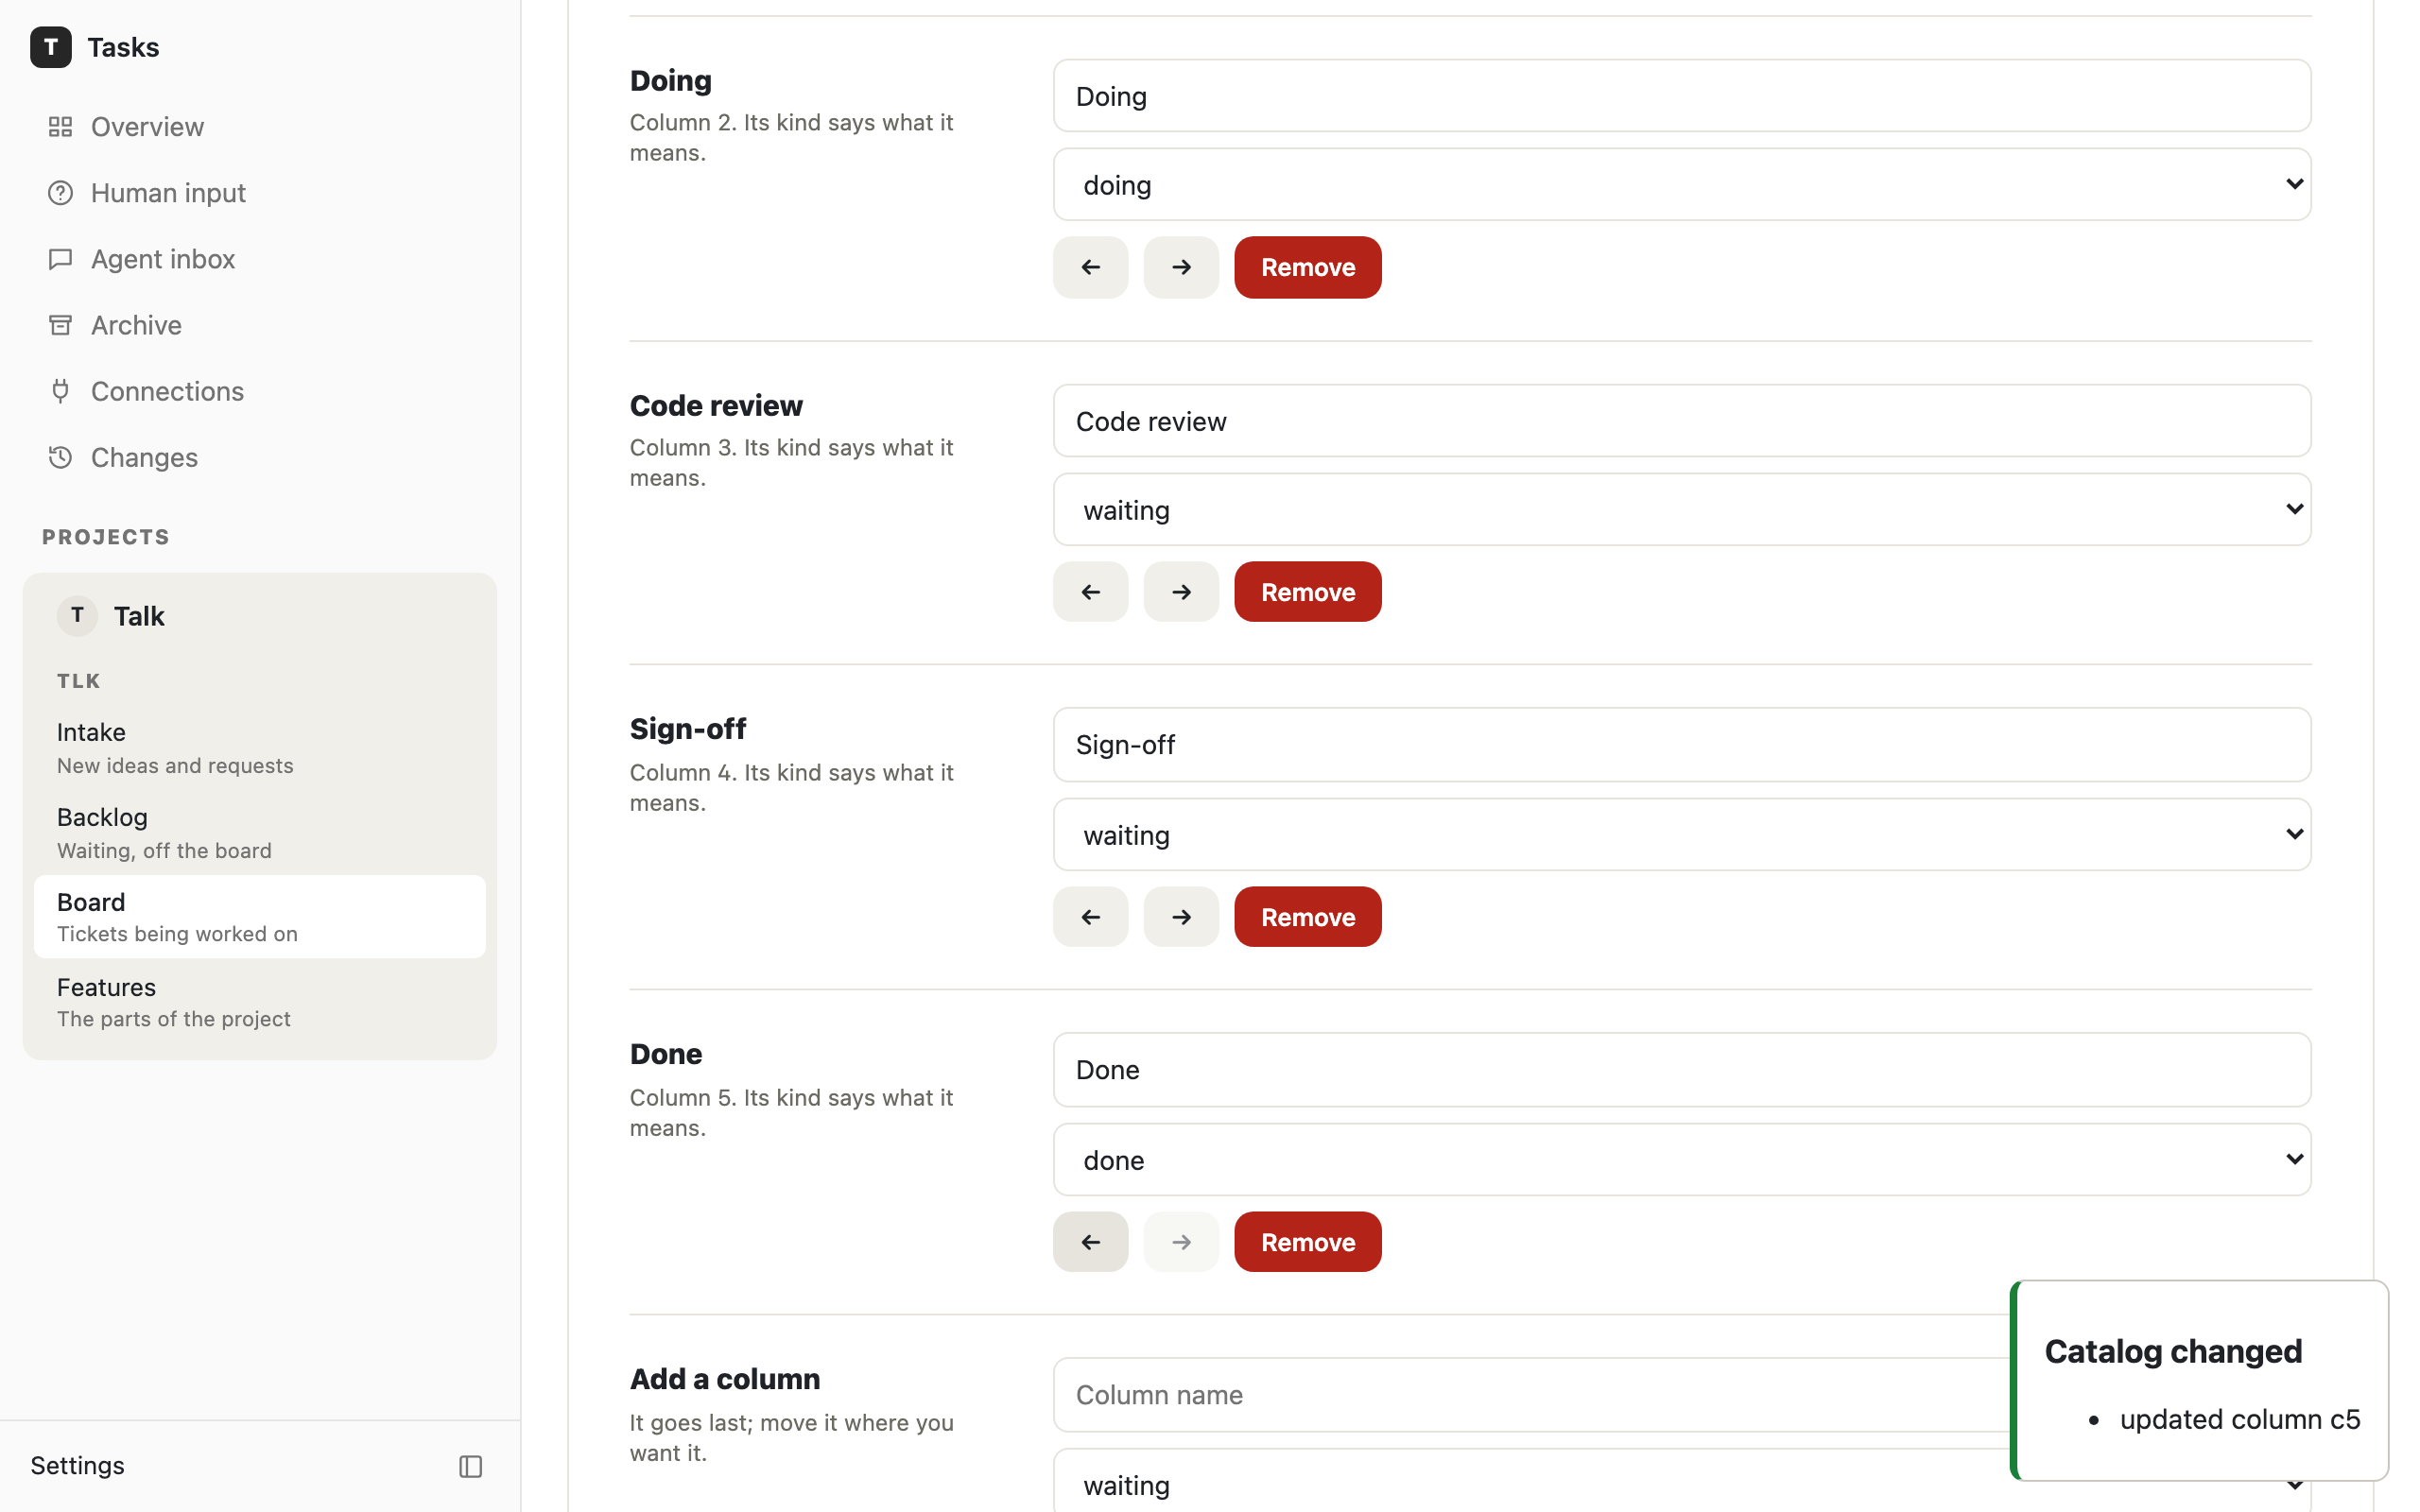 T Tasks
Overview
Human input
Agent inbox
Archive
Connections
Changes
PROJECTS
T Talk
TLK
Intake
New ideas and requests
Backlog
Waiting, off the board
Board
Tickets being worked on
Features
The parts of the project
Settings
Doing
Column 2. Its kind says what it
means.
Doing
doing
← → Remove
Code review
Column 3. Its kind says what it
means.
Code review
waiting
← → Remove
Sign-off
Column 4. Its kind says what it
means.
Sign-off
waiting
← → Remove
Done
Column 5. Its kind says what it
means.
Done
done
← → Remove
Add a column
It goes last; move it where you
want it.
Column name
waiting
Catalog changed
• updated column c5